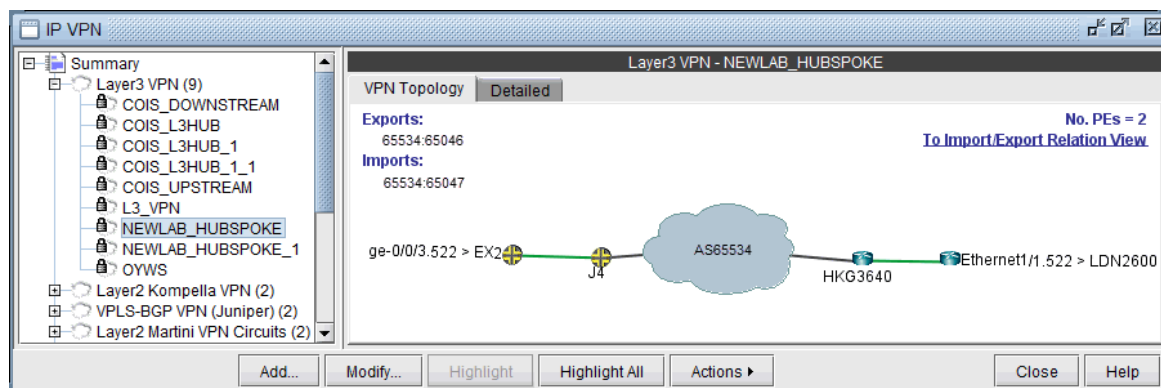 IP VPN
Summary
Layer3 VPN (9)
COIS_DOWNSTREAM
COIS_L3HUB
COIS_L3HUB_1
COIS_L3HUB_1_1
COIS_UPSTREAM
L3_VPN
NEWLAB_HUBSPOKE
NEWLAB_HUBSPOKE_1
OYWS
Layer2 Kompella VPN (2)
VPLS-BGP VPN (Juniper) (2)
Layer2 Martini VPN Circuits (2)
Layer3 VPN - NEWLAB_HUBSPOKE
VPN Topology Detailed
Exports:
65534:65046
Imports:
65534:65047
No. PEs = 2
To Import/Export Relation View
ge-0/0/3.522 > EX2
J4
AS65534
HKG3640
Ethernet1/1.522 > LDN2600
Add... Modify... Highlight Highlight All Actions Close Help